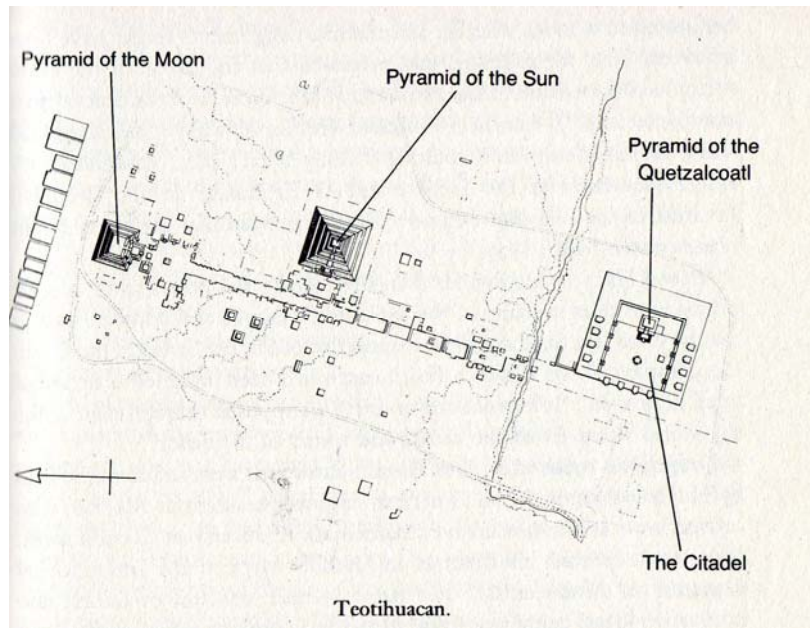 Pyramid of the Moon
Pyramid of the Sun
Pyramid of the
Quetzalcoatl
The Citadel
Teotihuacan.